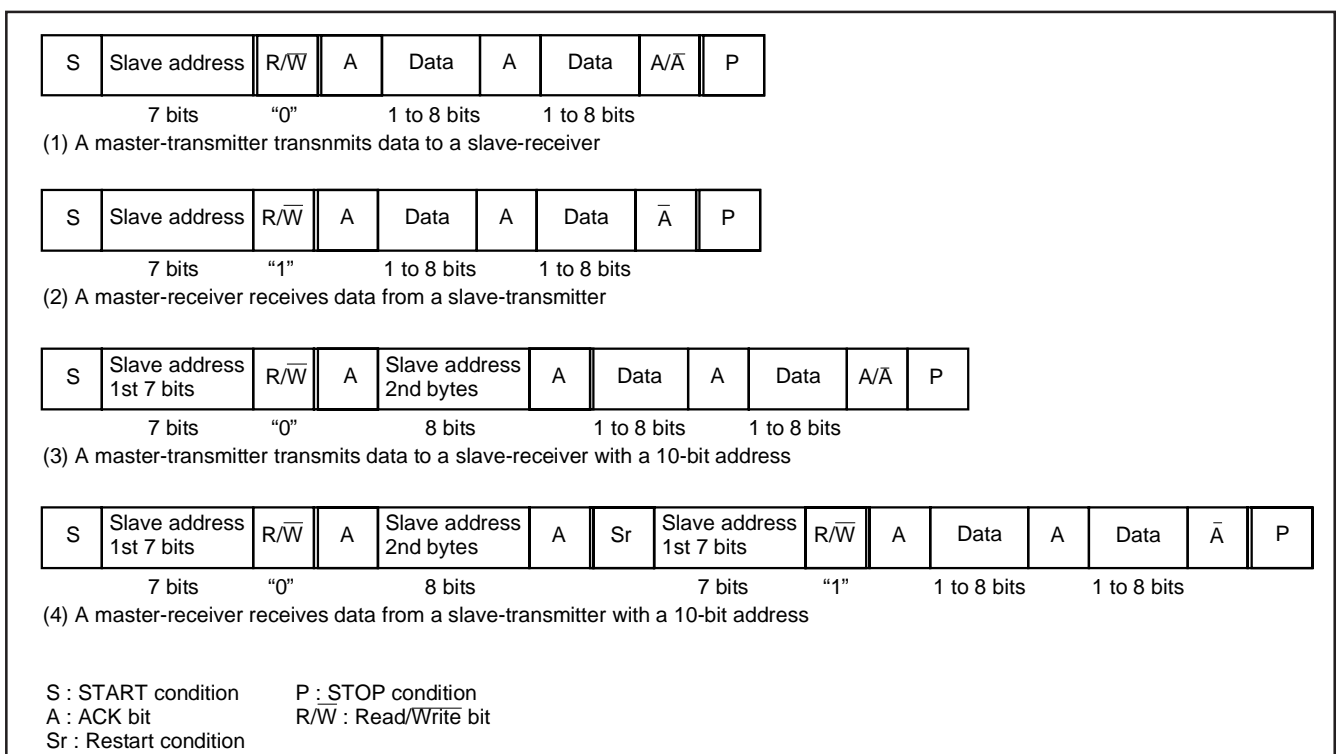 S Slave address R/W̅ A Data A Data A/A̅ P
7 bits “0” 1 to 8 bits 1 to 8 bits
(1) A master-transmitter transnmits data to a slave-receiver
S Slave address R/W̅ A Data A Data A̅ P
7 bits “1” 1 to 8 bits 1 to 8 bits
(2) A master-receiver receives data from a slave-transmitter
S Slave address R/W̅ A Slave address A Data A Data A/A̅ P
1st 7 bits 2nd bytes
7 bits “0” 8 bits 1 to 8 bits 1 to 8 bits
(3) A master-transmitter transmits data to a slave-receiver with a 10-bit address
S Slave address R/W̅ A Slave address A Sr Slave address R/W̅ A Data A Data A̅ P
1st 7 bits 2nd bytes 1st 7 bits
7 bits “0” 8 bits 7 bits “1” 1 to 8 bits 1 to 8 bits
(4) A master-receiver receives data from a slave-transmitter with a 10-bit address
S : START condition P : STOP condition
A : ACK bit R/W̅ : Read/W̅r̅i̅t̅e̅ bit
Sr : Restart condition